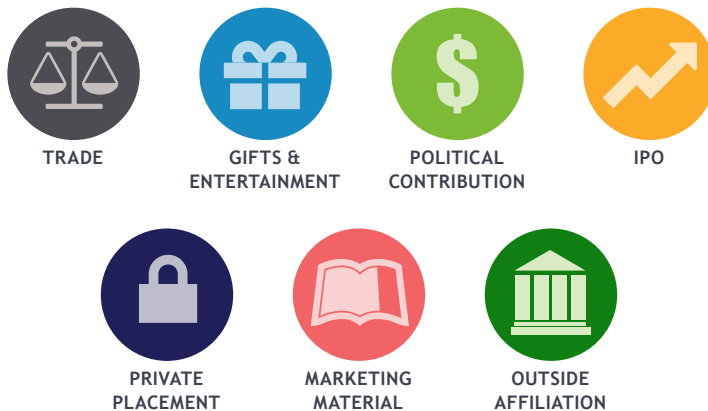 TRADE
GIFTS &
ENTERTAINMENT
POLITICAL
CONTRIBUTION
IPO
PRIVATE
PLACEMENT
MARKETING
MATERIAL
OUTSIDE
AFFILIATION